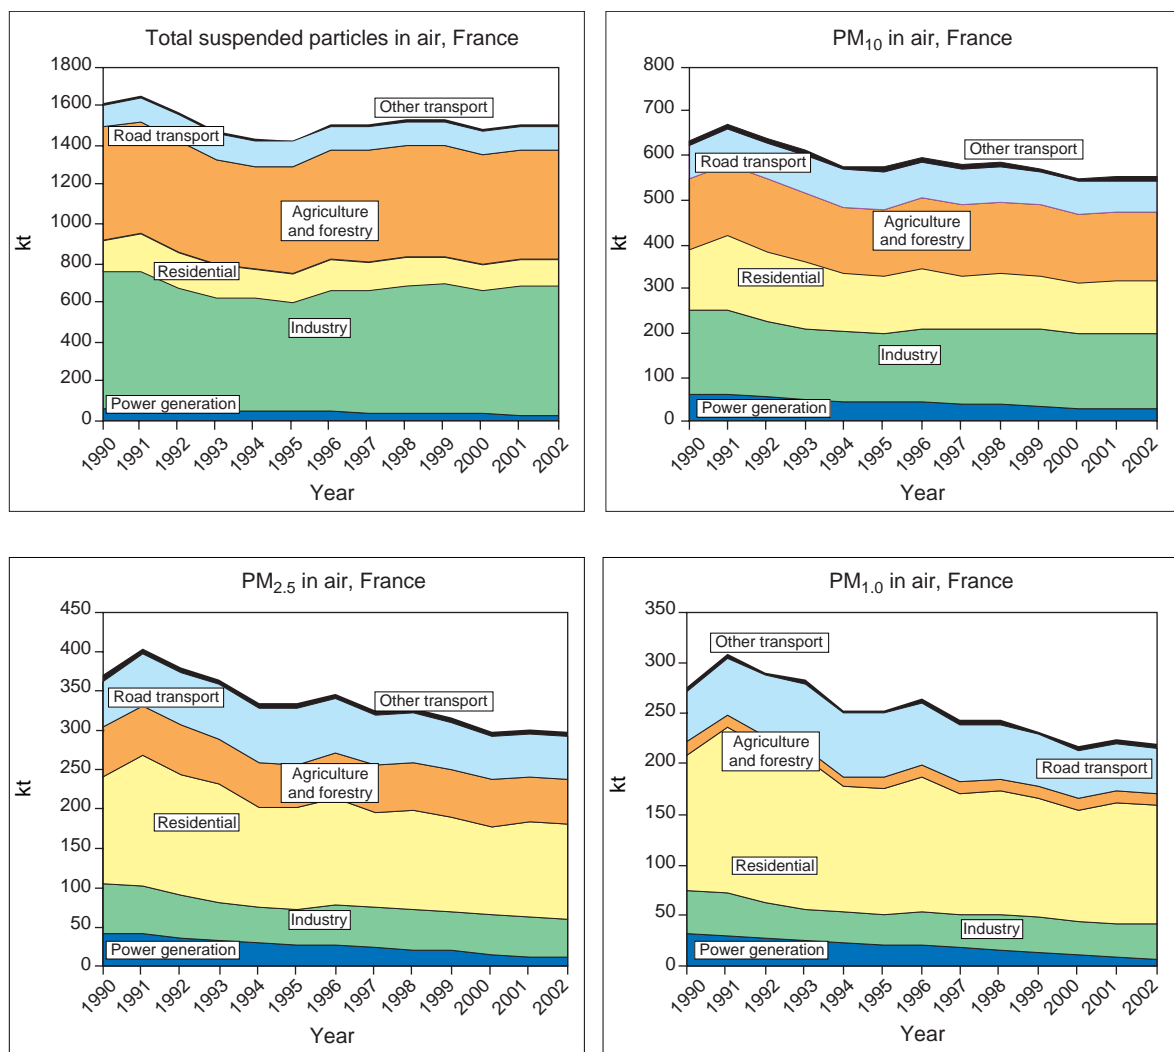 Total suspended particles in air, France
1800
1600
1400
1200
1000
800
600
400
200
0
kt
Other transport
Road transport
Agriculture
and forestry
Residential
Industry
Power generation
1990
1991
1992
1993
1994
1995
1996
1997
1998
1999
2000
2001
2002
Year
PM10 in air, France
800
700
600
500
400
300
200
100
0
kt
Other transport
Road transport
Agriculture
and forestry
Residential
Industry
Power generation
1990
1991
1992
1993
1994
1995
1996
1997
1998
1999
2000
2001
2002
Year
PM2.5 in air, France
450
400
350
300
250
200
150
100
50
0
kt
Road transport
Other transport
Agriculture
and forestry
Residential
Industry
Power generation
1990
1991
1992
1993
1994
1995
1996
1997
1998
1999
2000
2001
2002
Year
PM1.0 in air, France
350
300
250
200
150
100
50
0
kt
Other transport
Agriculture
and forestry
Road transport
Residential
Industry
Power generation
1990
1991
1992
1993
1994
1995
1996
1997
1998
1999
2000
2001
2002
Year